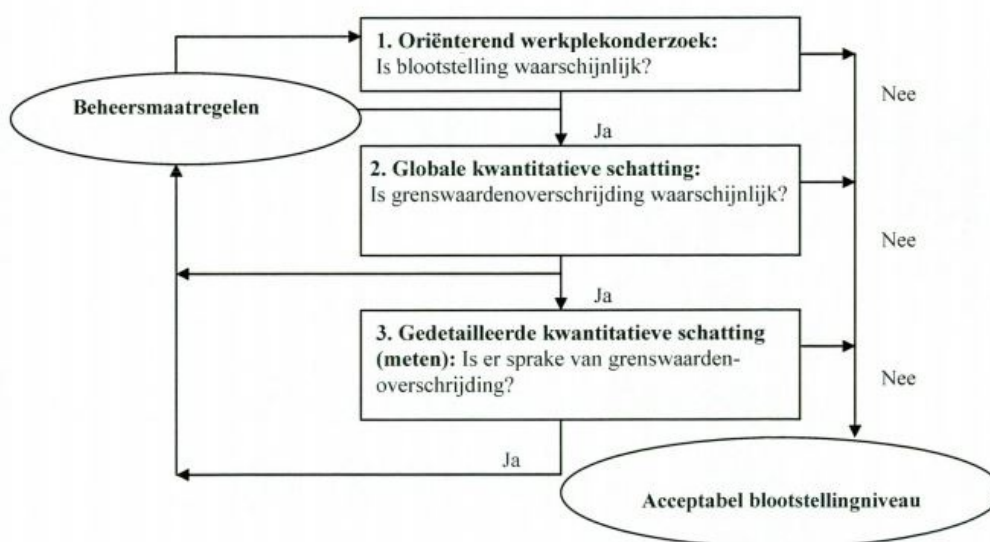 1. Oriënterend werkplekonderzoek:
Is blootstelling waarschijnlijk?
Beheersmaatregelen
Nee
Ja
2. Globale kwantitatieve schatting:
Is grenswaardenoverschrijding waarschijnlijk?
Nee
Ja
3. Gedetailleerde kwantitatieve schatting
(meten): Is er sprake van grenswaarden-
overschrijding?
Nee
Ja
Acceptabel blootstellingniveau